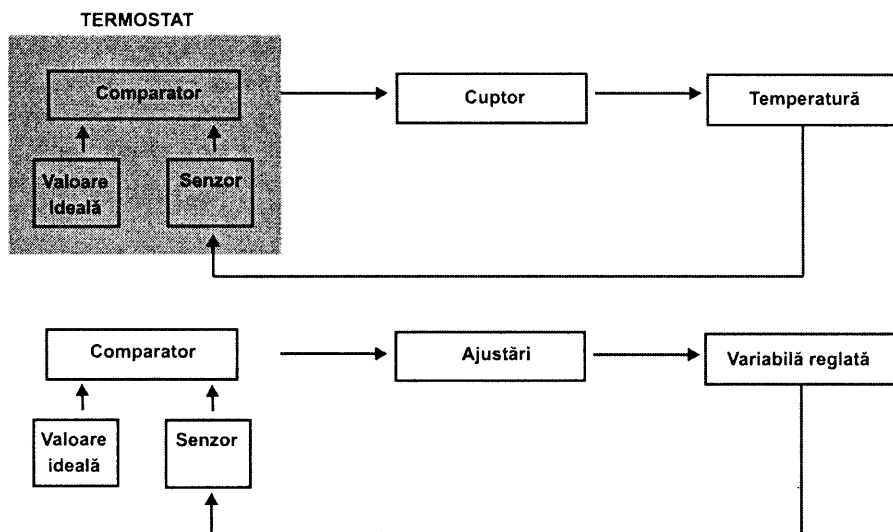 TERMOSTAT
Comparator
Cuptor
Temperatură
Valoare
ideală
Senzor
Comparator
Ajustări
Variabilă reglată
Valoare
ideală
Senzor